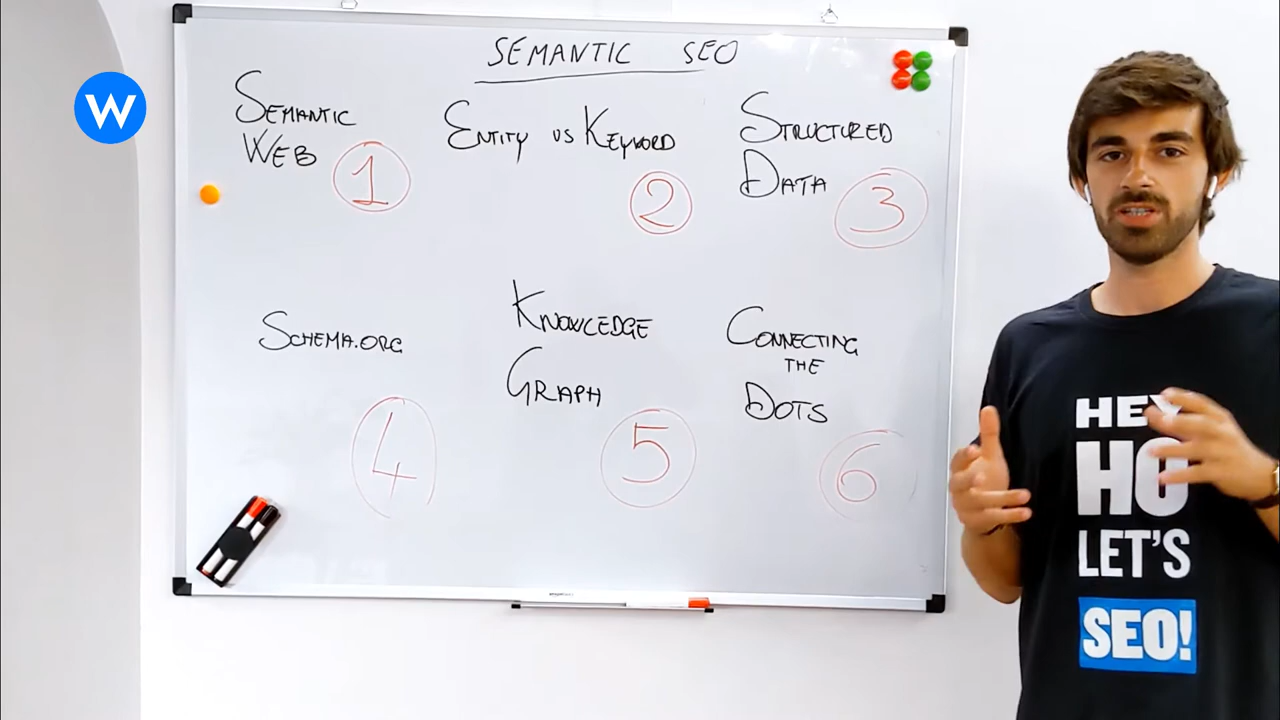 SEMANTIC SEO
W
SEMANTIC
WEB
1
ENTITY VS KEYWORD
2
STRUCTURED
DATA
3
SCHEMA.ORG
4
KNOWLEDGE
GRAPH
5
CONNECTING
THE
DOTS
6
HEY
HO
LET'S
SEO!